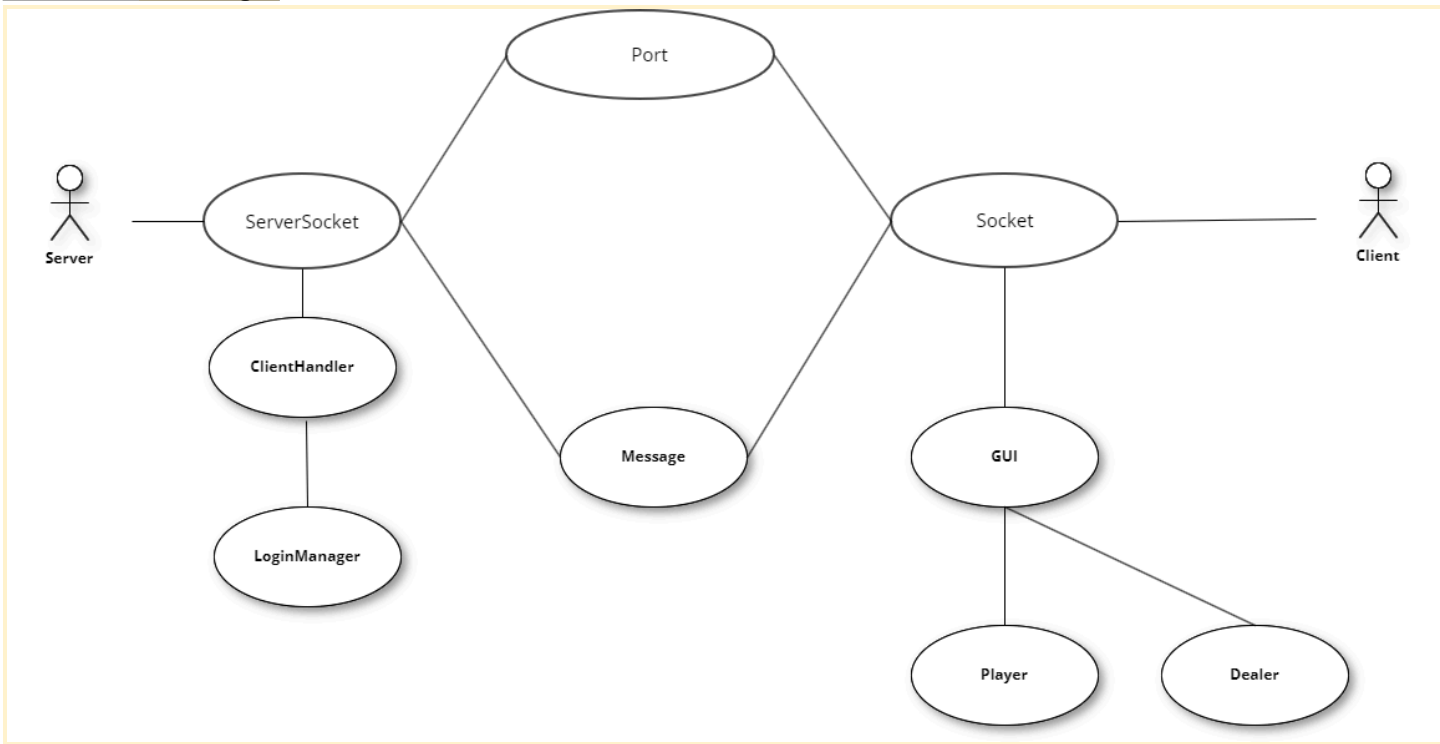 Port
ServerSocket
Socket
Server
Client
ClientHandler
Message
GUI
LoginManager
Player
Dealer